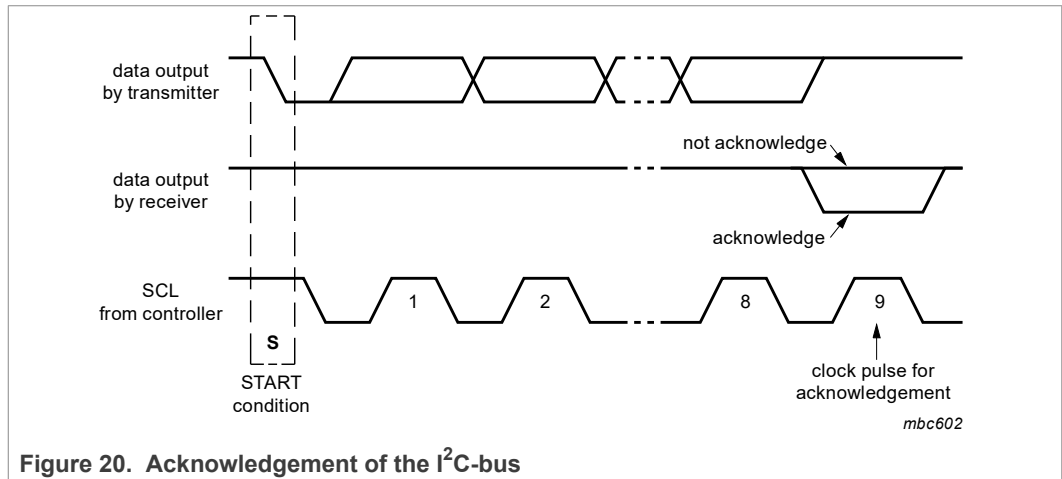 data output
by transmitter
not acknowledge
data output
by receiver
acknowledge
SCL
from controller
1
2
8
9
S
START
condition
clock pulse for
acknowledgement
mbc602
Figure 20. Acknowledgement of the I²C-bus